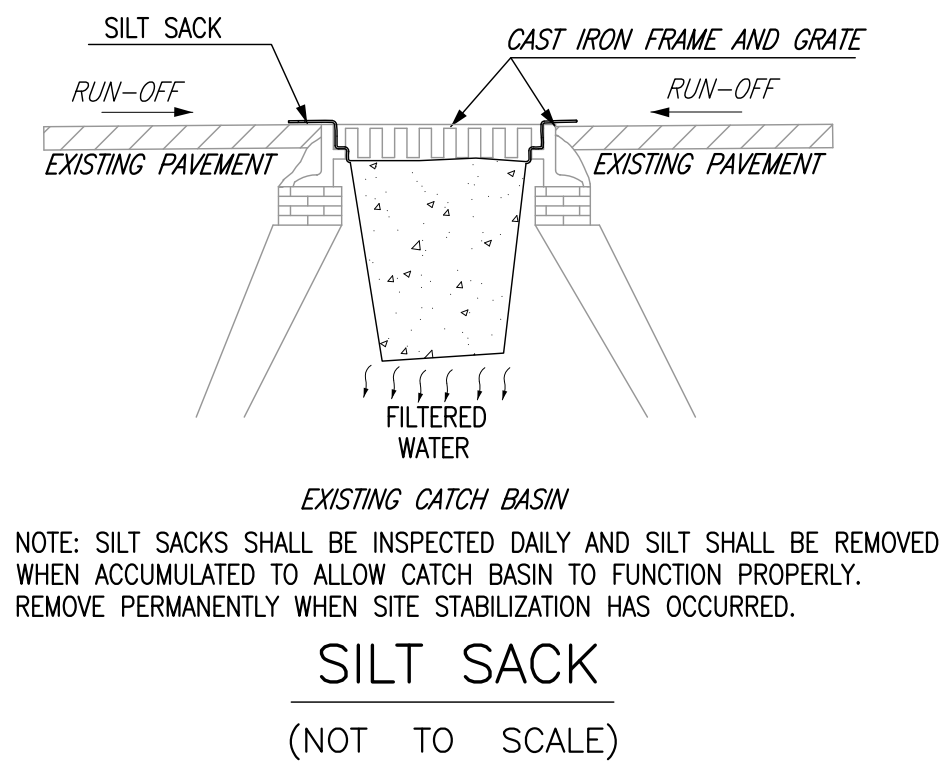 SILT SACK
CAST IRON FRAME AND GRATE
RUN-OFF
RUN-OFF
EXISTING PAVEMENT
EXISTING PAVEMENT
FILTERED
WATER
EXISTING CATCH BASIN
NOTE: SILT SACKS SHALL BE INSPECTED DAILY AND SILT SHALL BE REMOVED
WHEN ACCUMULATED TO ALLOW CATCH BASIN TO FUNCTION PROPERLY.
REMOVE PERMANENTLY WHEN SITE STABILIZATION HAS OCCURRED.
SILT SACK
(NOT TO SCALE)